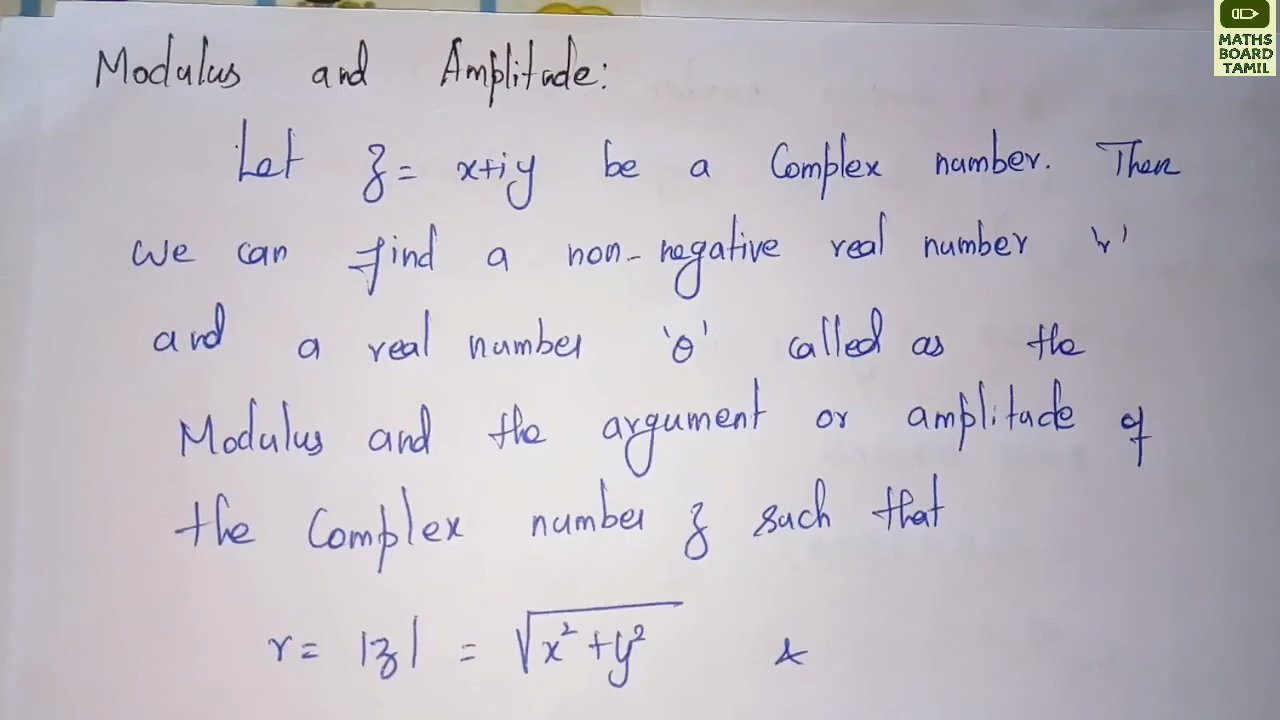 MATHS
BOARD
TAMIL
Modulus and Amplitude:
Let z = x+iy be a Complex number. Then
we can find a non-negative real number 'r'
and a real number 'θ' called as the
Modulus and the argument or amplitude of
the Complex number z such that
r = |z| = √x²+y² &